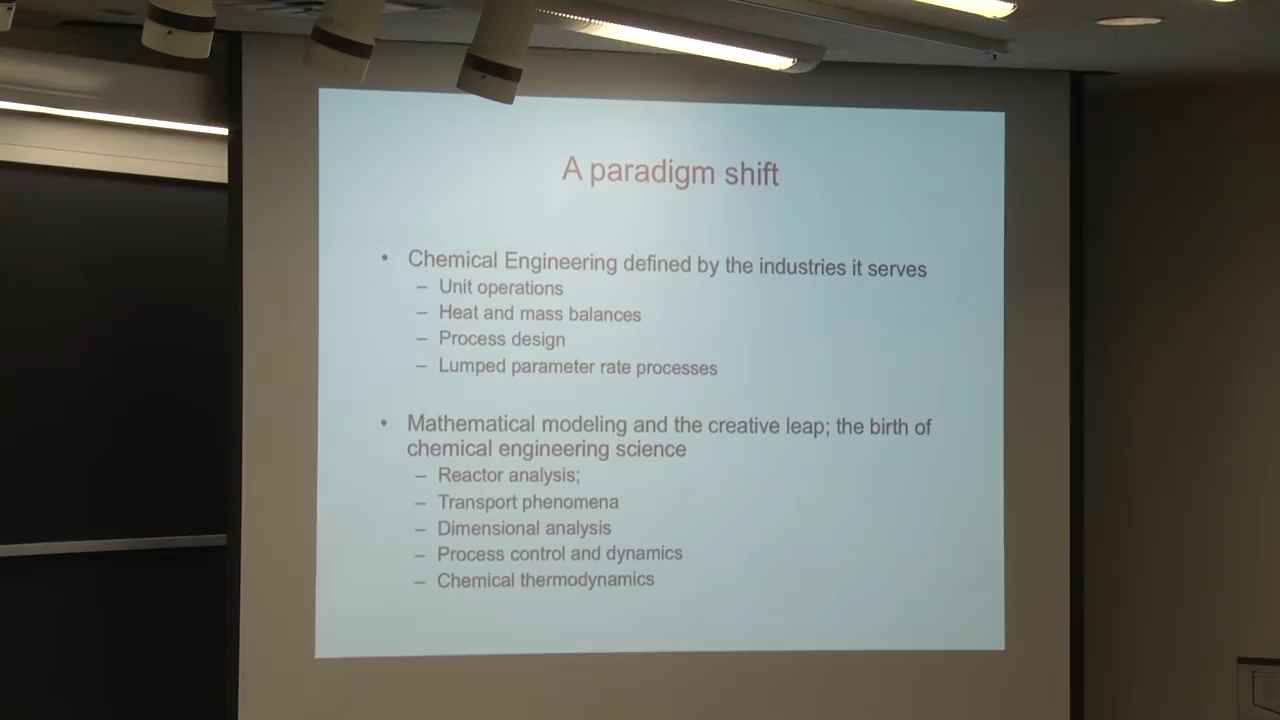 A paradigm shift
• Chemical Engineering defined by the industries it serves
– Unit operations
– Heat and mass balances
– Process design
– Lumped parameter rate processes
• Mathematical modeling and the creative leap; the birth of
chemical engineering science
– Reactor analysis;
– Transport phenomena
– Dimensional analysis
– Process control and dynamics
– Chemical thermodynamics